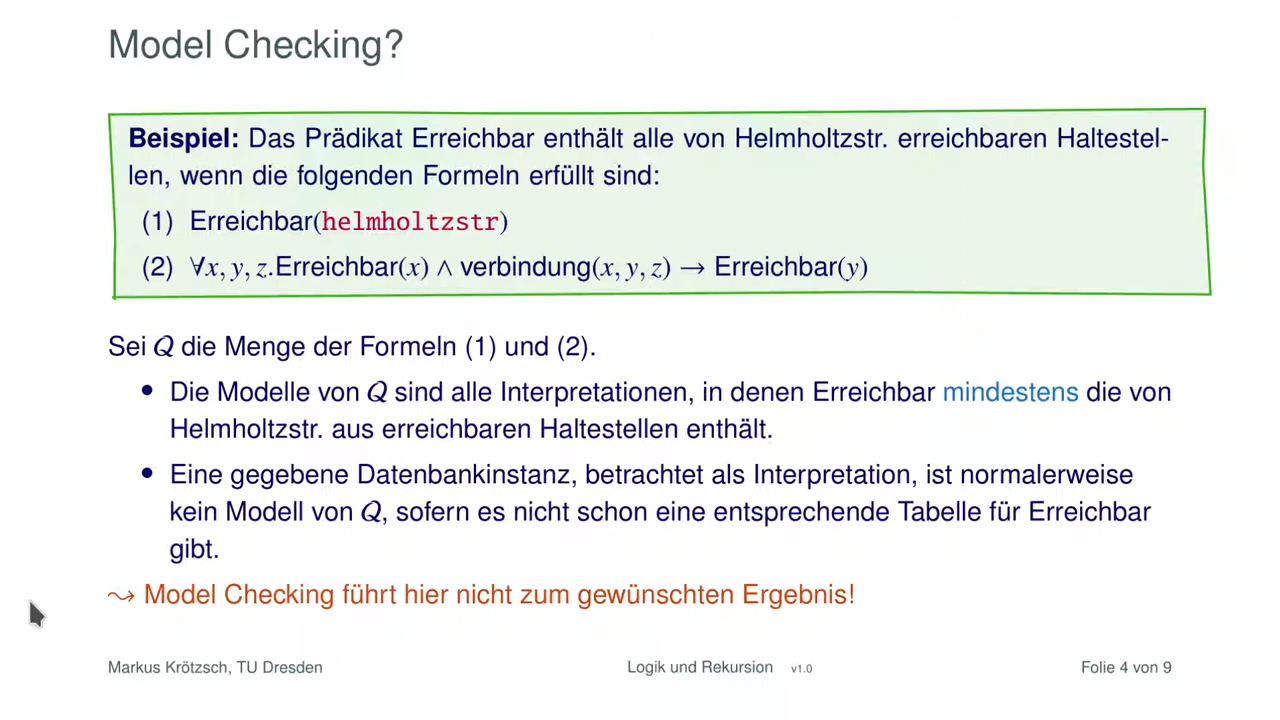 Model Checking?
Beispiel: Das Prädikat Erreichbar enthält alle von Helmholtzstr. erreichbaren Haltestel-
len, wenn die folgenden Formeln erfüllt sind:
(1) Erreichbar(helmholtzstr)
(2) ∀x, y, z.Erreichbar(x) ∧ verbindung(x, y, z) → Erreichbar(y)
Sei Q die Menge der Formeln (1) und (2).
• Die Modelle von Q sind alle Interpretationen, in denen Erreichbar mindestens die von
Helmholtzstr. aus erreichbaren Haltestellen enthält.
• Eine gegebene Datenbankinstanz, betrachtet als Interpretation, ist normalerweise
kein Modell von Q, sofern es nicht schon eine entsprechende Tabelle für Erreichbar
gibt.
⤳ Model Checking führt hier nicht zum gewünschten Ergebnis!
Markus Krötzsch, TU Dresden Logik und Rekursion v1.0 Folie 4 von 9